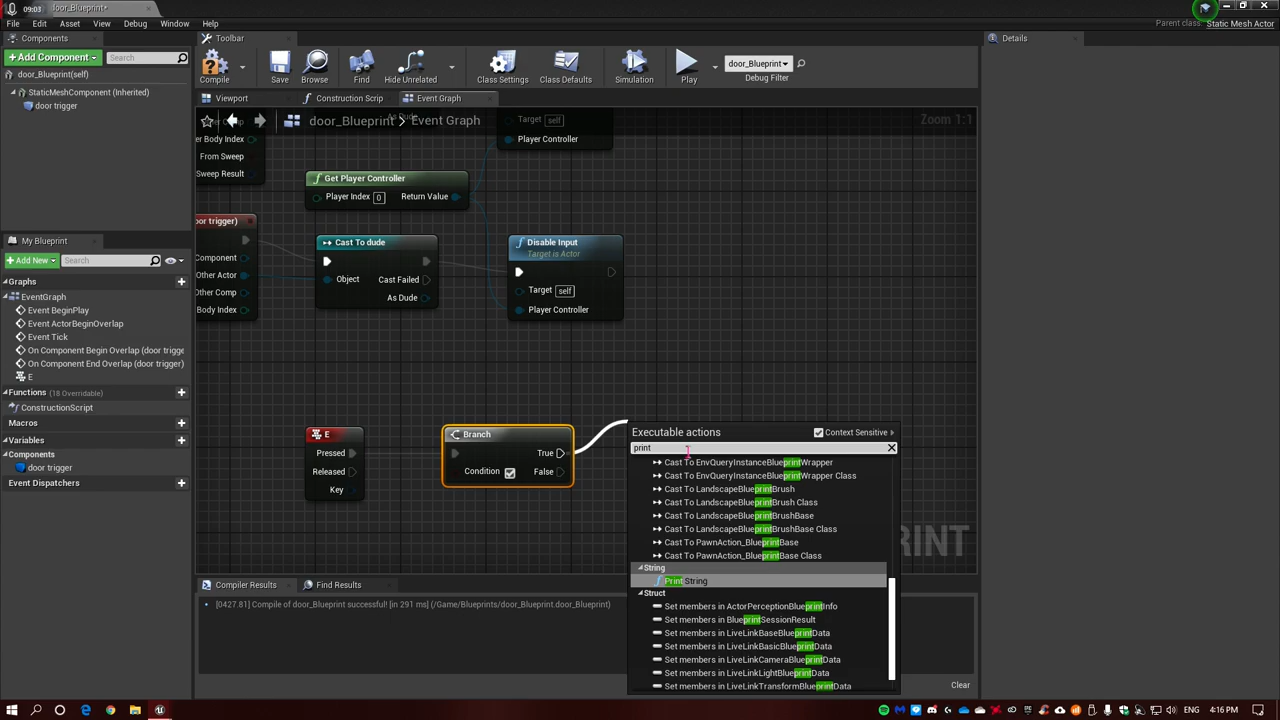 09:03
door_Blueprint*
File Edit Asset View Debug Window Help
Parent class: Static Mesh Actor
Components
+Add Component
Search
door_Blueprint(self)
StaticMeshComponent (Inherited)
door trigger
Toolbar
Compile
Save
Browse
Find
Hide Unrelated
Class Settings
Class Defaults
Simulation
Play
door_Blueprint
Debug Filter
Details
Viewport
Construction Scrip
Event Graph
door_Blueprint > Event Graph
Zoom 1:1
As Dude
er Body Index
From Sweep
Sweep Result
Target self
Player Controller
Get Player Controller
Player Index 0
Return Value
oor trigger)
Component
Other Actor
Other Comp
Body Index
Cast To dude
Object
Cast Failed
As Dude
Disable Input
Target is Actor
Target self
Player Controller
My Blueprint
+Add New
Search
Graphs
EventGraph
Event BeginPlay
Event ActorBeginOverlap
Event Tick
On Component Begin Overlap (door trigge
On Component End Overlap (door trigger)
E
Functions (18 Overridable)
ConstructionScript
Macros
Variables
Components
door trigger
Event Dispatchers
E
Pressed
Released
Key
Branch
True
Condition
False
Executable actions
Context Sensitive
print
Cast To EnvQueryInstanceBlueprintWrapper
Cast To EnvQueryInstanceBlueprintWrapper Class
Cast To LandscapeBlueprintBrush
Cast To LandscapeBlueprintBrush Class
Cast To LandscapeBlueprintBrushBase
Cast To LandscapeBlueprintBrushBase Class
Cast To PawnAction_BlueprintBase
Cast To PawnAction_BlueprintBase Class
String
Print String
Struct
Set members in ActorPerceptionBlueprintInfo
Set members in BlueprintSessionResult
Set members in LiveLinkBaseBlueprintData
Set members in LiveLinkBasicBlueprintData
Set members in LiveLinkCameraBlueprintData
Set members in LiveLinkLightBlueprintData
Set members in LiveLinkTransformBlueprintData
RINT
Compiler Results
Find Results
[0427.81] Compile of door_Blueprint successful! [in 291 ms] (/Game/Blueprints/door_Blueprint.door_Blueprint)
Clear
ENG
4:16 PM